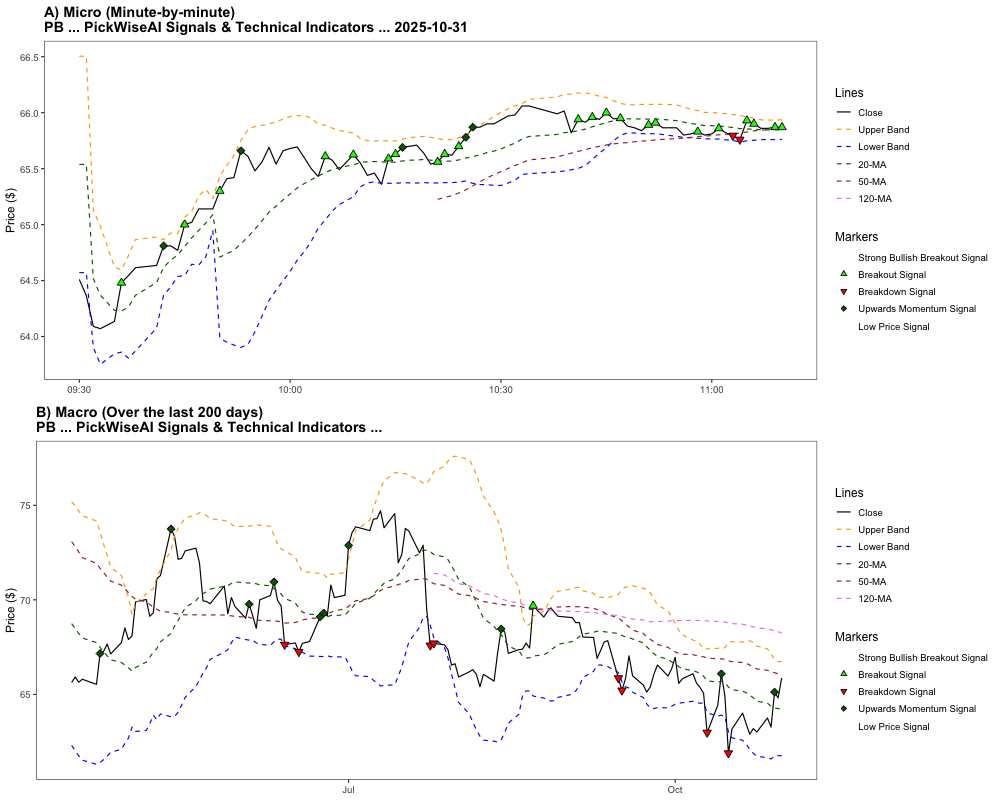 A) Micro (Minute-by-minute)
PB ... PickWiseAI Signals & Technical Indicators ... 2025-10-31
66.5
66.0
65.5
65.0
64.5
64.0
Price ($)
09:30
10:00
10:30
11:00
Lines
Close
Upper Band
Lower Band
20-MA
50-MA
120-MA
Markers
Strong Bullish Breakout Signal
Breakout Signal
Breakdown Signal
Upwards Momentum Signal
Low Price Signal
B) Macro (Over the last 200 days)
PB ... PickWiseAI Signals & Technical Indicators ...
75
70
65
Price ($)
Jul
Oct
Lines
Close
Upper Band
Lower Band
20-MA
50-MA
120-MA
Markers
Strong Bullish Breakout Signal
Breakout Signal
Breakdown Signal
Upwards Momentum Signal
Low Price Signal